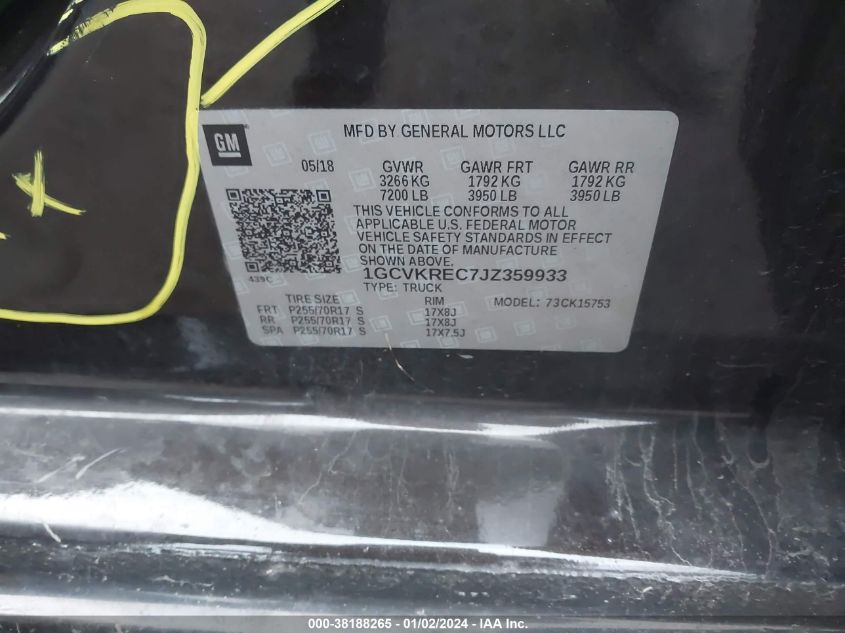 GM
MFD BY GENERAL MOTORS LLC
05/18 GVWR GAWR FRT GAWR RR
3266 KG 1792 KG 1792 KG
7200 LB 3950 LB 3950 LB
THIS VEHICLE CONFORMS TO ALL
APPLICABLE U.S. FEDERAL MOTOR
VEHICLE SAFETY STANDARDS IN EFFECT
ON THE DATE OF MANUFACTURE
SHOWN ABOVE.
439C
1GCVKREC7JZ359933
TYPE: TRUCK
TIRE SIZE RIM MODEL: 73CK15753
FRT P255/70R17 S 17X8J
RR P255/70R17 S 17X8J
SPA P255/70R17 S 17X7.5J
000-38188265 - 01/02/2024 - IAA Inc.